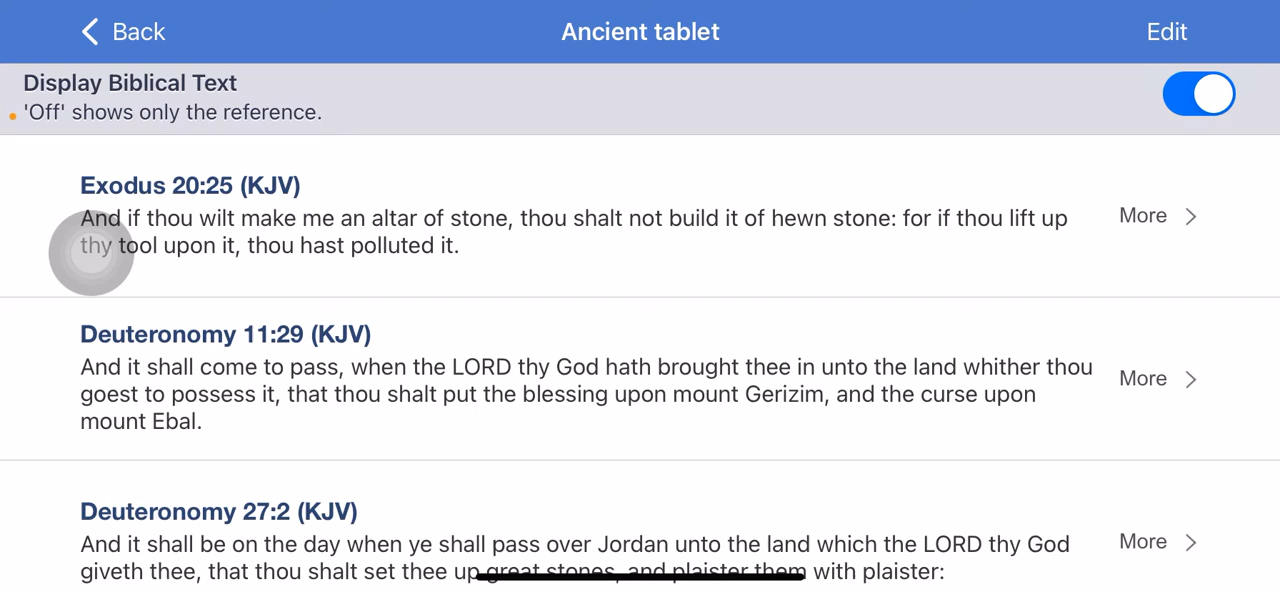 Back
Ancient tablet
Edit
Display Biblical Text
'Off' shows only the reference.
Exodus 20:25 (KJV)
And if thou wilt make me an altar of stone, thou shalt not build it of hewn stone: for if thou lift up
thy tool upon it, thou hast polluted it.
More
Deuteronomy 11:29 (KJV)
And it shall come to pass, when the LORD thy God hath brought thee in unto the land whither thou
goest to possess it, that thou shalt put the blessing upon mount Gerizim, and the curse upon
mount Ebal.
More
Deuteronomy 27:2 (KJV)
And it shall be on the day when ye shall pass over Jordan unto the land which the LORD thy God
giveth thee, that thou shalt set thee up great stones, and plaister them with plaister:
More